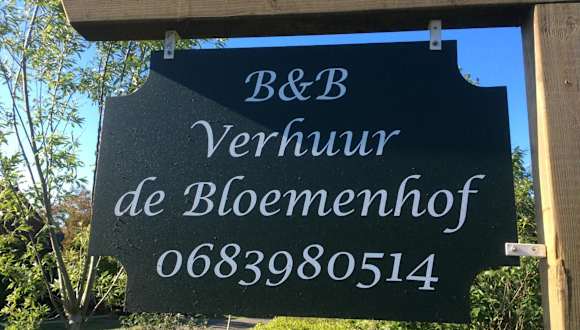 B&B
Verhuur
de Bloemenhof
0683980514